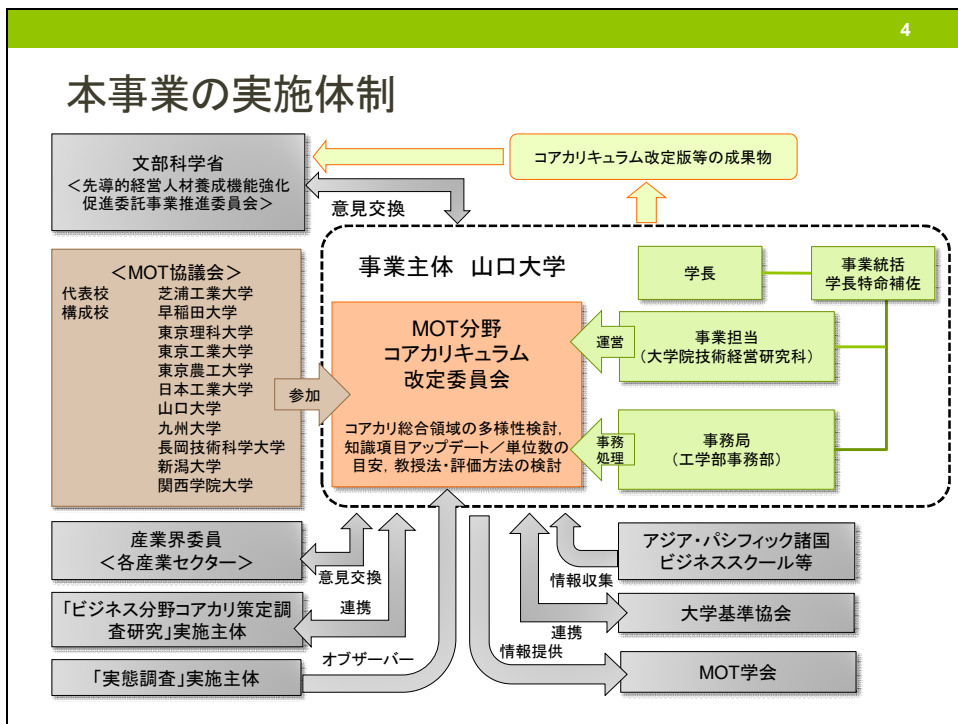 4
本事業の実施体制
文部科学省
＜先導的経営人材養成機能強化
促進委託事業推進委員会＞
コアカリキュラム改定版等の成果物
意見交換
＜MOT協議会＞
代表校 芝浦工業大学
構成校 早稲田大学
東京理科大学
東京工業大学
東京農工大学
日本工業大学
山口大学
九州大学
長岡技術科学大学
新潟大学
関西学院大学
参加
事業主体 山口大学
MOT分野
コアカリキュラム
改定委員会
コアカリ総合領域の多様性検討,
知識項目アップデート／単位数の
目安, 教授法・評価方法の検討
学長
事業統括
学長特命補佐
運営
事業担当
（大学院技術経営研究科）
事務
処理
事務局
（工学部事務部）
産業界委員
＜各産業セクター＞
意見交換
「ビジネス分野コアカリ策定調
査研究」実施主体
連携
「実態調査」実施主体
オブザーバー
アジア・パシフィック諸国
ビジネススクール等
情報収集
大学基準協会
連携
情報提供
MOT学会